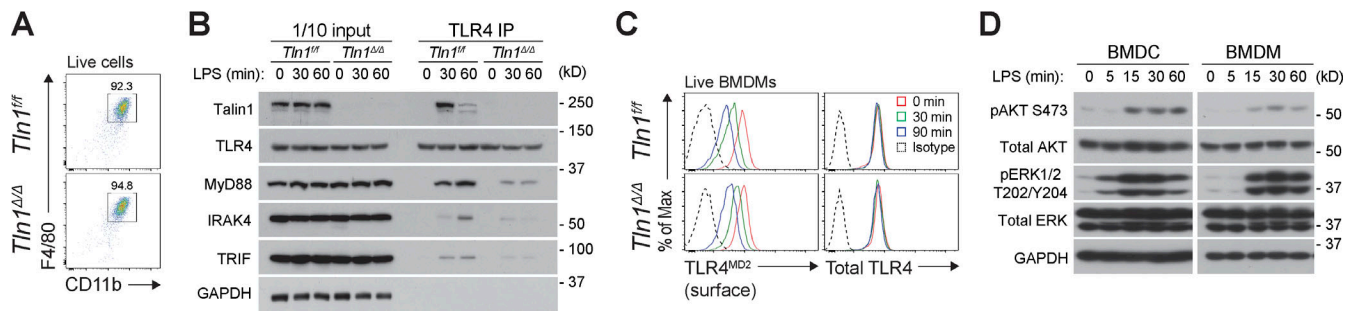 A
Live cells
92.3
Tln1f/f
94.8
Tln1Δ/Δ
F4/80
CD11b
B
1/10 input
TLR4 IP
Tln1f/f Tln1Δ/Δ Tln1f/f Tln1Δ/Δ
LPS (min): 0 30 60 0 30 60 0 30 60 0 30 60 (kD)
Talin1
- 250
- 150
TLR4
- 37
MyD88
IRAK4
- 50
- 100
TRIF
- 37
GAPDH
C
Live BMDMs
Tln1f/f
0 min
30 min
90 min
Isotype
Tln1Δ/Δ
% of Max
TLR4MD2
(surface)
Total TLR4
D
BMDC BMDM
LPS (min): 0 5 15 30 60 0 5 15 30 60 (kD)
pAKT S473
- 50
Total AKT
- 50
pERK1/2
T202/Y204
- 37
Total ERK
- 37
- 37
GAPDH